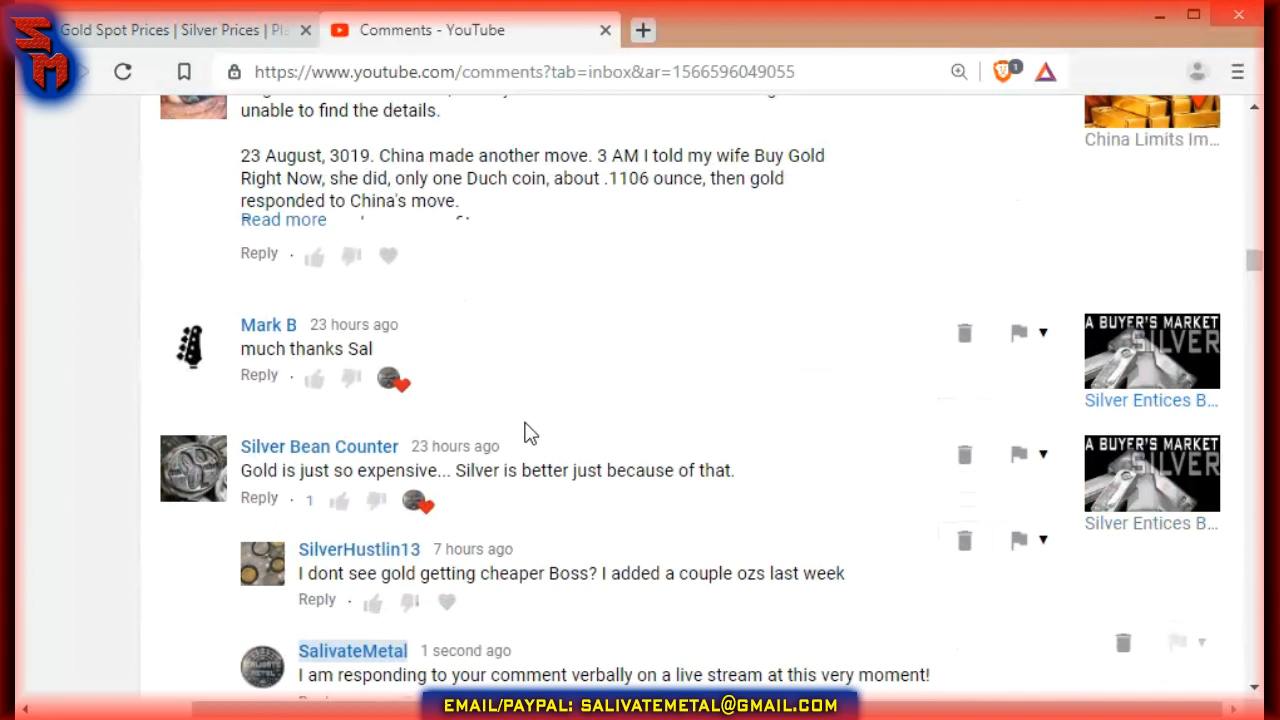 SM
Gold Spot Prices | Silver Prices | Pl
Comments - YouTube
https://www.youtube.com/comments?tab=inbox&ar=1566596049055
1
unable to find the details.
China Limits Im...
23 August, 3019. China made another move. 3 AM I told my wife Buy Gold
Right Now, she did, only one Duch coin, about .1106 ounce, then gold
responded to China's move.
Read more
Reply
Mark B 23 hours ago
much thanks Sal
Reply
A BUYER'S MARKET
SILVER
Silver Entices B...
Silver Bean Counter 23 hours ago
Gold is just so expensive... Silver is better just because of that.
Reply 1
A BUYER'S MARKET
SILVER
Silver Entices B...
SilverHustlin13 7 hours ago
I dont see gold getting cheaper Boss? I added a couple ozs last week
Reply
SalivateMetal 1 second ago
I am responding to your comment verbally on a live stream at this very moment!
EMAIL/PAYPAL: SALIVATEMETAL@GMAIL.COM